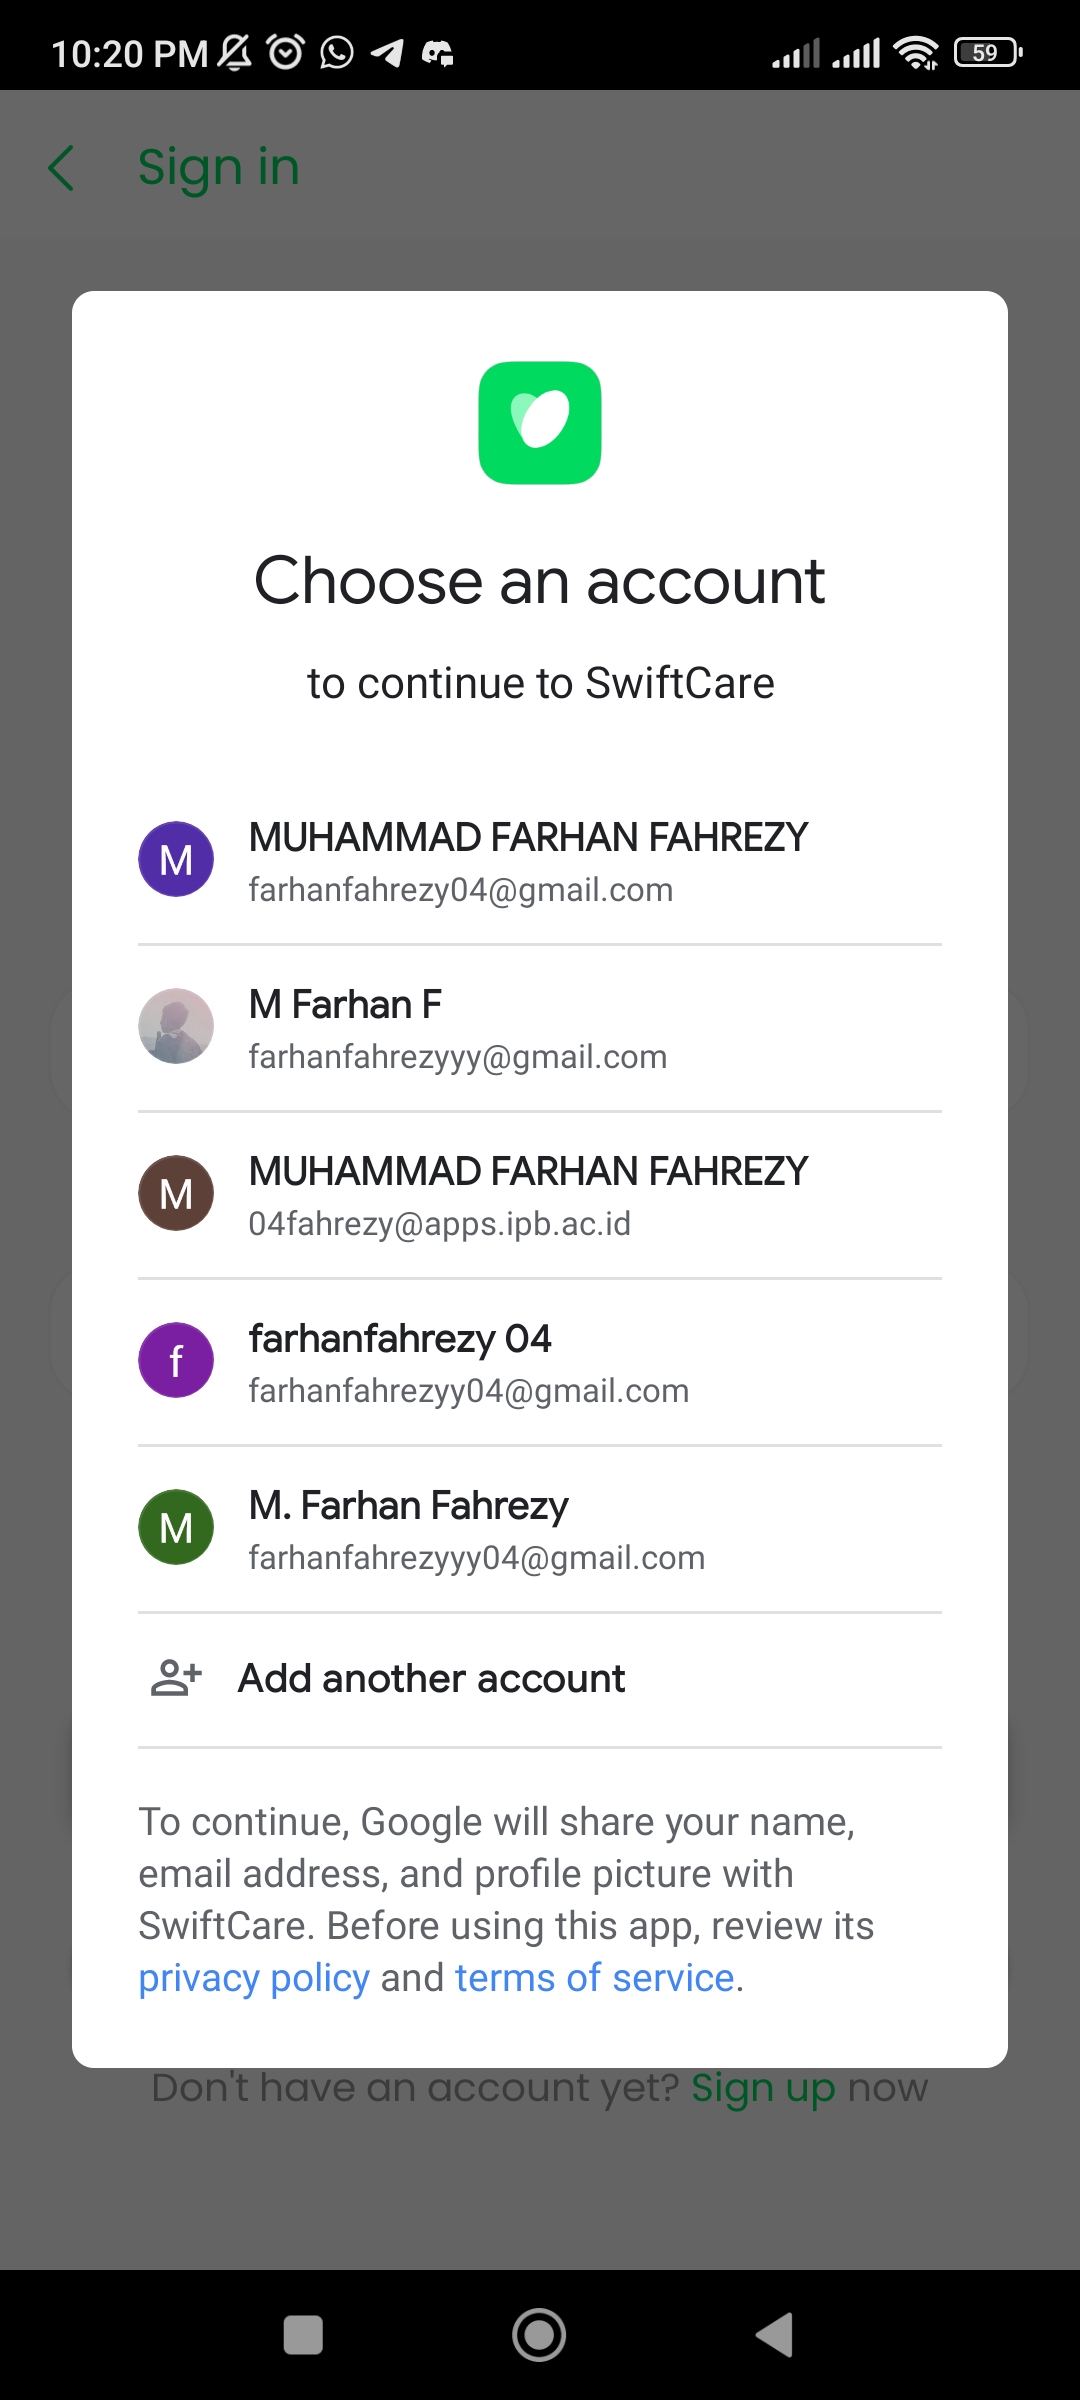 10:20 PM
59
Sign in
Choose an account
to continue to SwiftCare
M
MUHAMMAD FARHAN FAHREZY
farhanfahrezy04@gmail.com
M Farhan F
farhanfahrezyyy@gmail.com
M
MUHAMMAD FARHAN FAHREZY
04fahrezy@apps.ipb.ac.id
f
farhanfahrezy 04
farhanfahrezyy04@gmail.com
M
M. Farhan Fahrezy
farhanfahrezyyy04@gmail.com
Add another account
To continue, Google will share your name,
email address, and profile picture with
SwiftCare. Before using this app, review its
privacy policy and terms of service.
Don't have an account yet? Sign up now